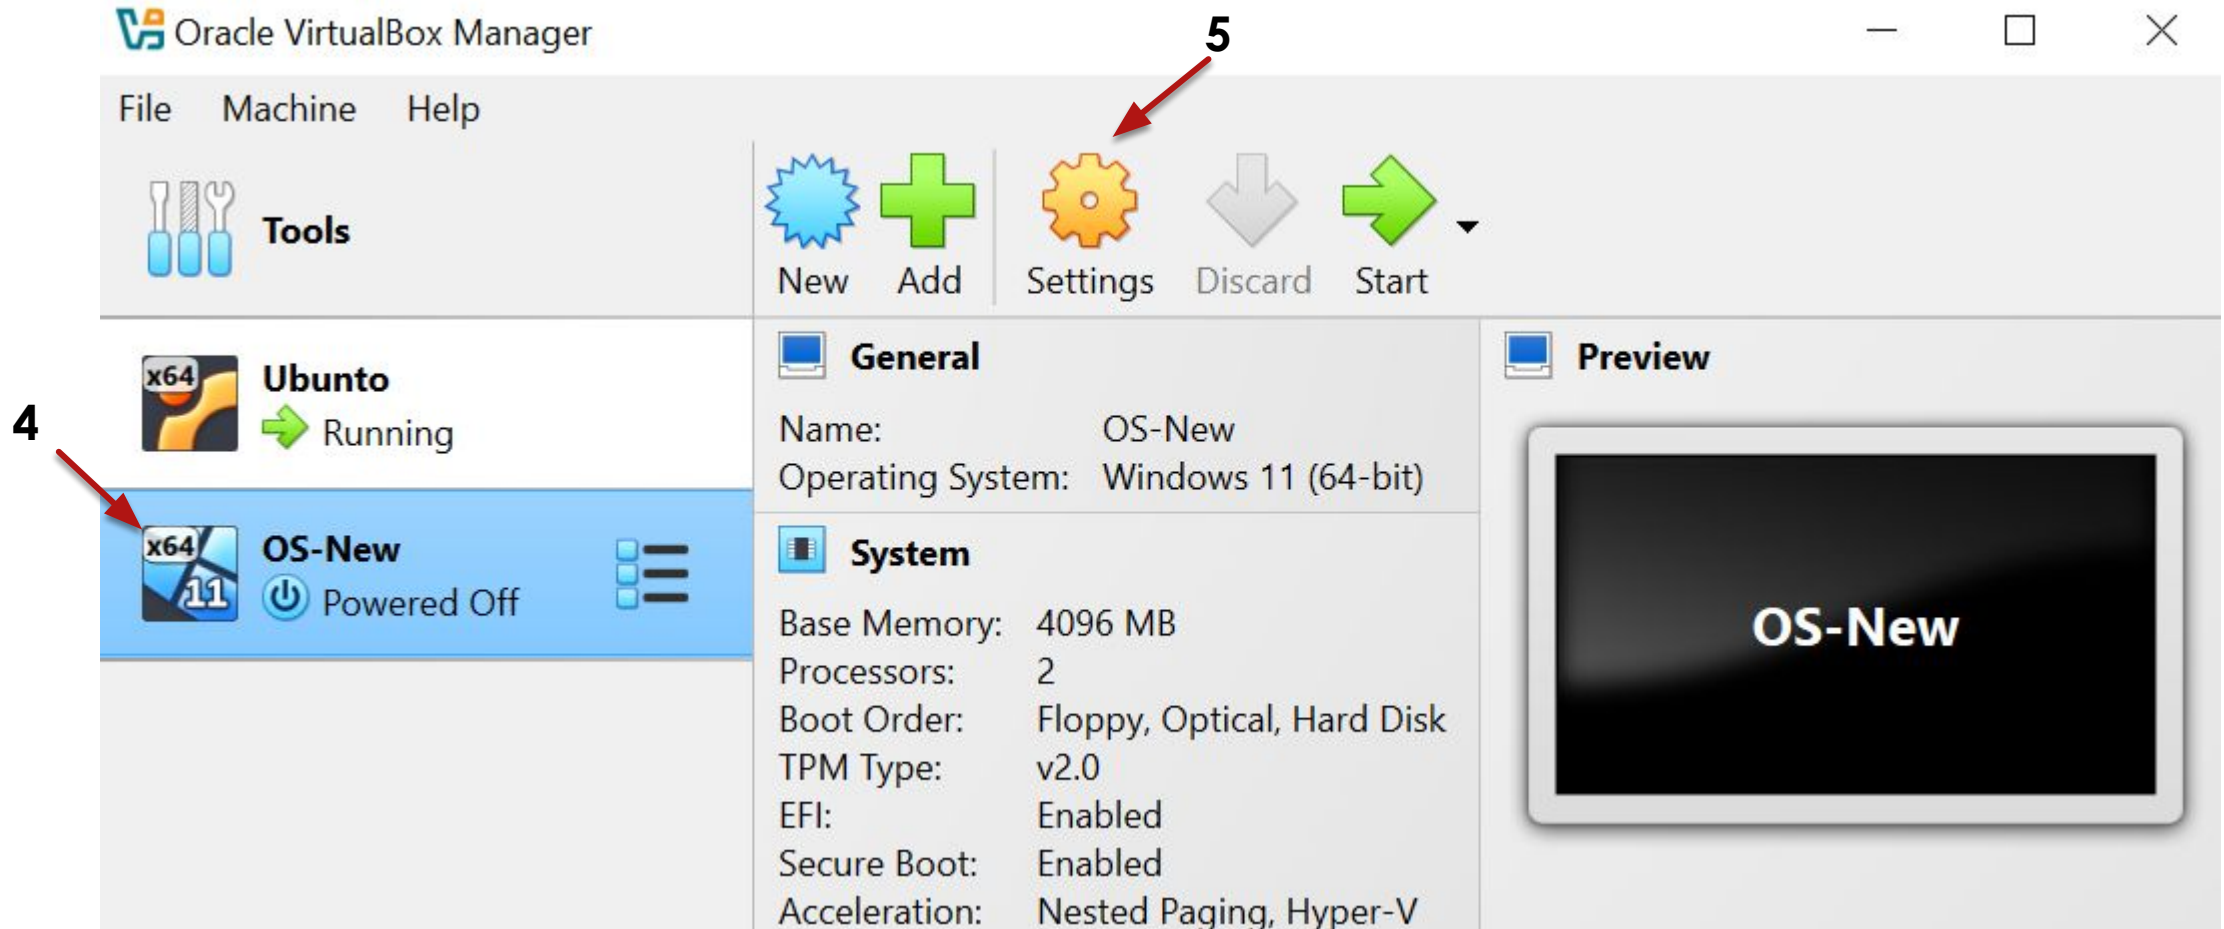 Oracle VirtualBox Manager
5
File Machine Help
Tools
New Add Settings Discard Start
x64
Ubunto
Running
4
x64
11
OS-New
Powered Off
General
Name: OS-New
Operating System: Windows 11 (64-bit)
System
Base Memory: 4096 MB
Processors: 2
Boot Order: Floppy, Optical, Hard Disk
TPM Type: v2.0
EFI: Enabled
Secure Boot: Enabled
Acceleration: Nested Paging, Hyper-V
Preview
OS-New